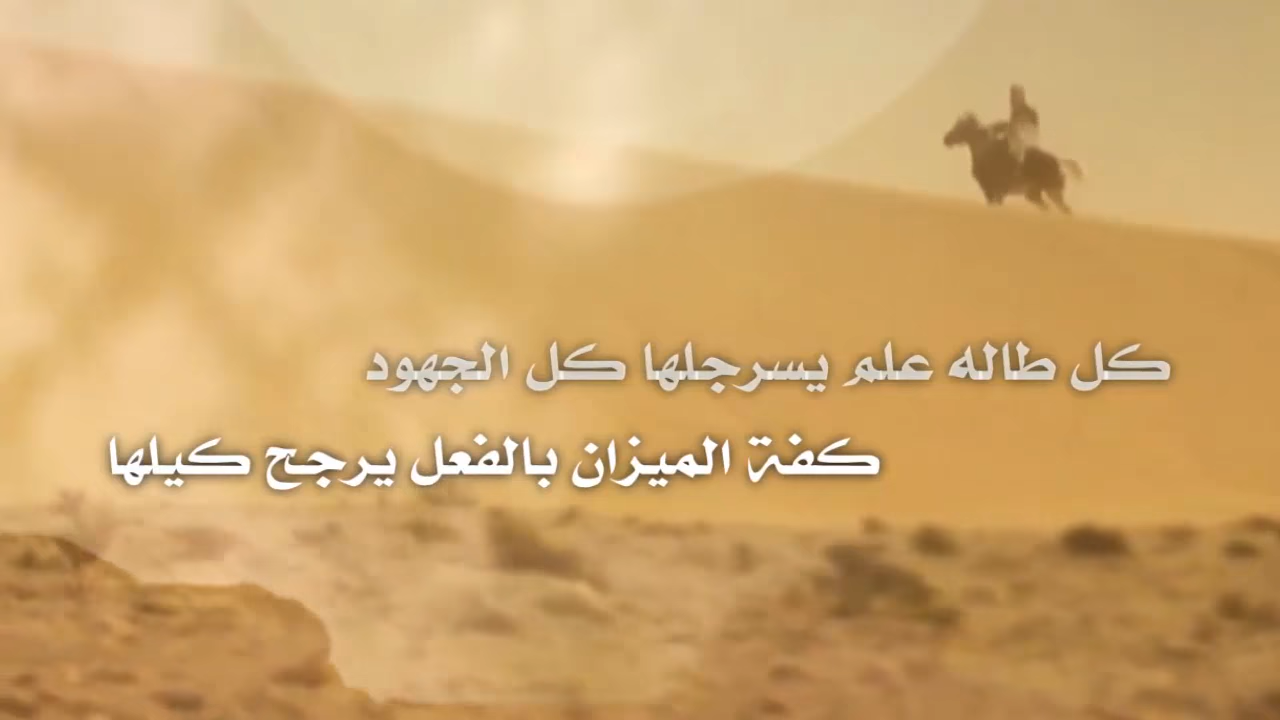 كل طاله علم يسرجلها كل الجهود
كفة الميزان بالفعل يرجح كيلها